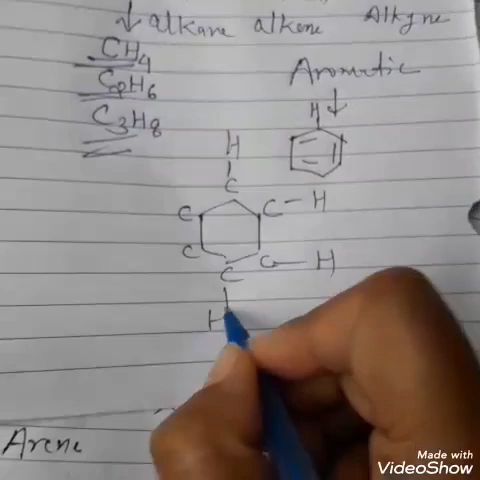 alkane alkene Alkyne
CH4
C2H6
C3H8
Aromatic
H
H
C
C C - H
C C - H
C
H
Arene
Made with
VideoShow